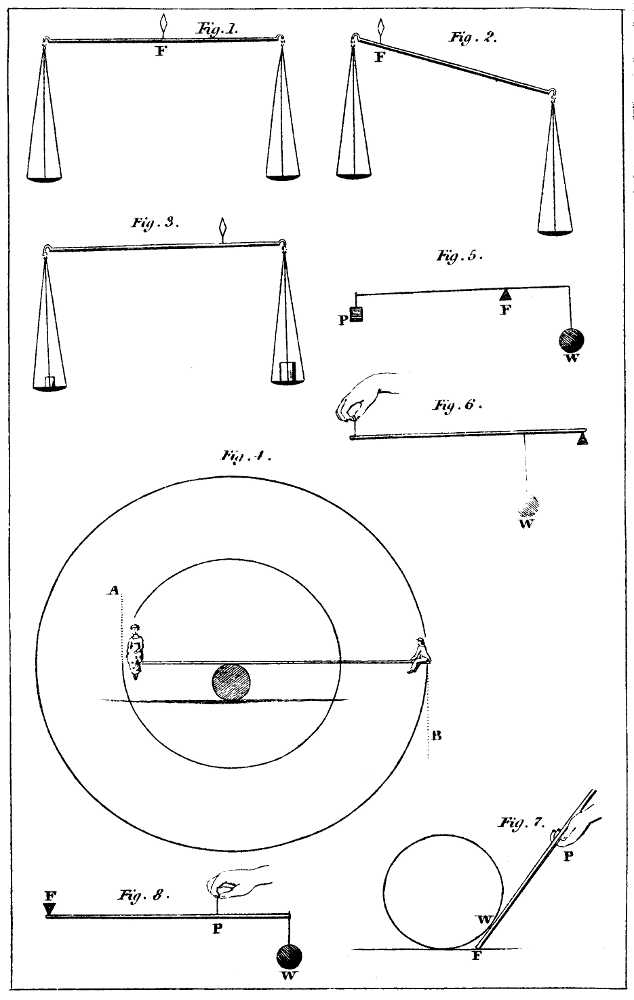 Fig. 1.
F
Fig. 2.
F
Fig. 3.
Fig. 5.
P
F
W
Fig. 6.
W
Fig. 4.
A
B
Fig. 7.
P
W
F
Fig. 8.
F
P
W